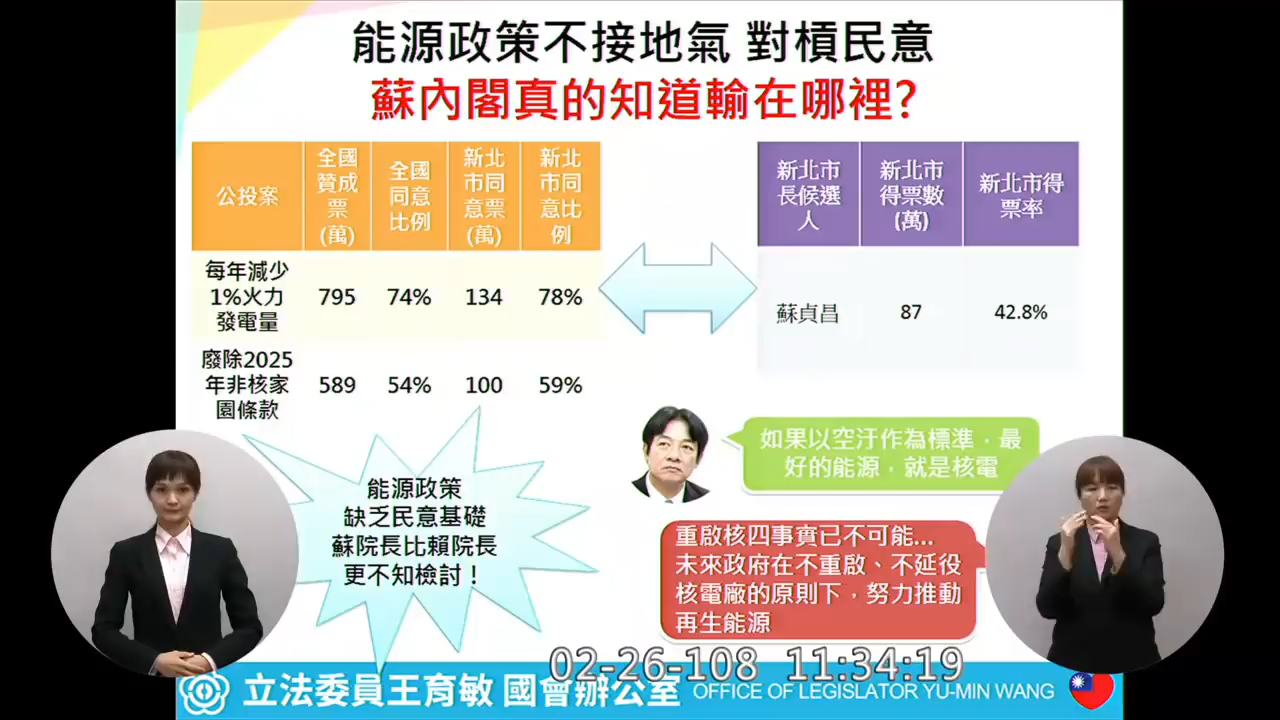 能源政策不接地氣 對槓民意
蘇內閣真的知道輸在哪裡?
公投案
全國
贊成
票
(萬)
全國
同意
比例
新北
市同
意票
(萬)
新北
市同
意比
例
每年減少
1%火力
發電量
795
74%
134
78%
廢除2025
年非核家
園條款
589
54%
100
59%
新北市
長候選
人
新北市
得票數
(萬)
新北市得
票率
蘇貞昌
87
42.8%
如果以空汙作為標準，最
好的能源，就是核電
能源政策
缺乏民意基礎
蘇院長比賴院長
更不知檢討！
重啟核四事實已不可能...
未來政府在不重啟、不延役
核電廠的原則下，努力推動
再生能源
02-26-108 11:34:19
立法委員王育敏 國會辦公室 OFFICE OF LEGISLATOR YU-MIN WANG